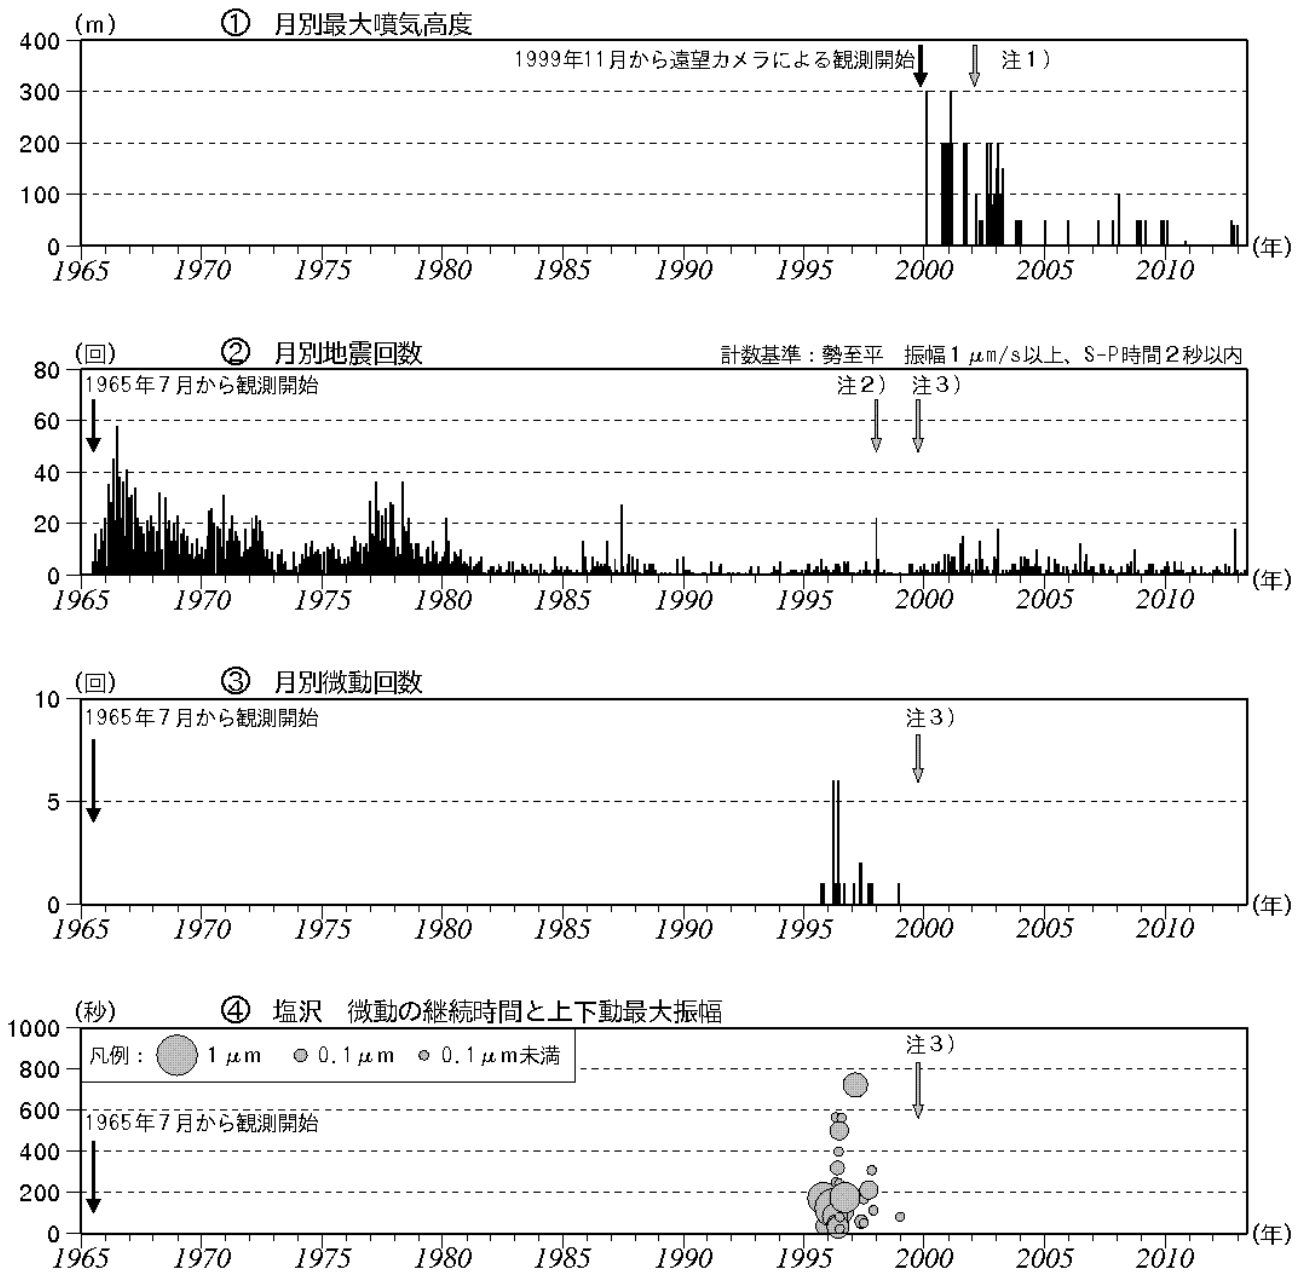 (m) ① 月別最大噴気高度
400
1999年11月から遠望カメラによる観測開始 注1)
300
200
100
0
1965 1970 1975 1980 1985 1990 1995 2000 2005 2010 (年)
(回) ② 月別地震回数 計数基準：勢至平 振幅1μm/s以上、S-P時間2秒以内
80
1965年7月から観測開始 注2) 注3)
60
40
20
0
1965 1970 1975 1980 1985 1990 1995 2000 2005 2010 (年)
(回) ③ 月別微動回数
10
1965年7月から観測開始 注3)
5
0
1965 1970 1975 1980 1985 1990 1995 2000 2005 2010 (年)
(秒) ④ 塩沢 微動の継続時間と上下動最大振幅
1000
凡例： 1μm 0.1μm 0.1μm未満 注3)
800
600
1965年7月から観測開始
400
200
0
1965 1970 1975 1980 1985 1990 1995 2000 2005 2010 (年)